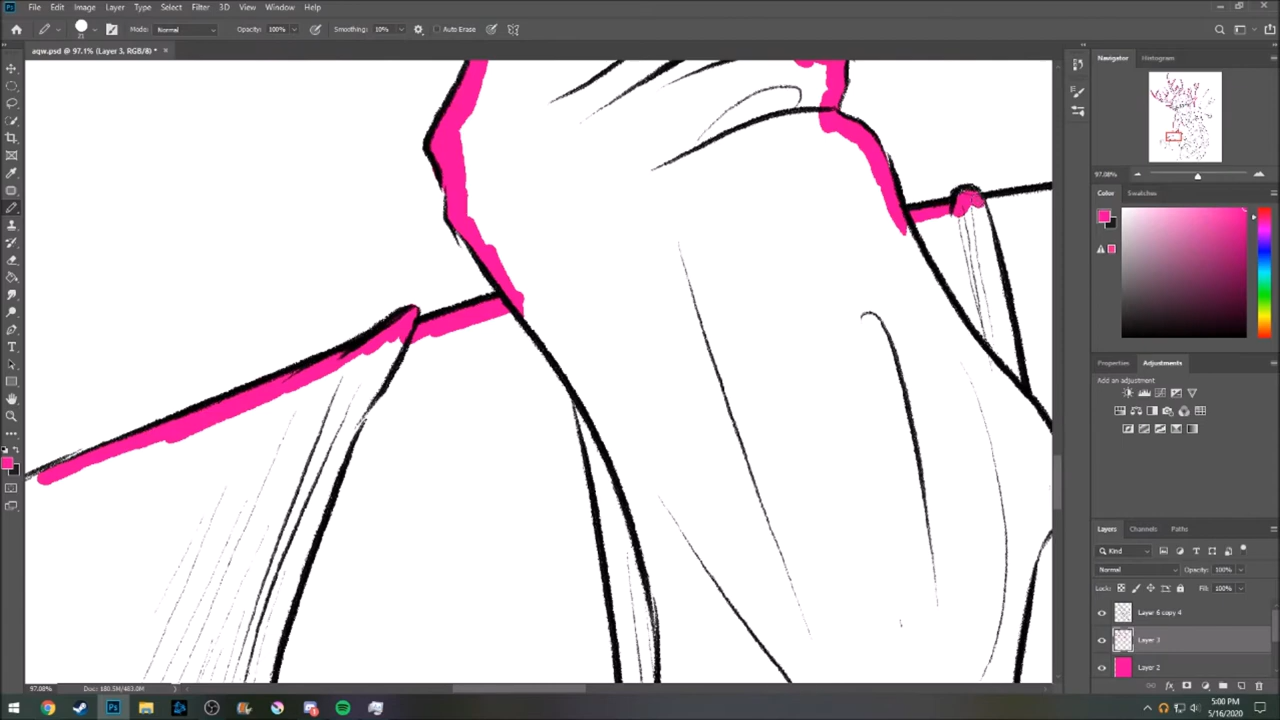 File Edit Image Layer Type Select Filter 3D View Window Help
Mode: Normal Opacity: 100% Smoothing: 10% Auto Erase
aqw.psd @ 97.1% (Layer 3, RGB/8) *
Navigator Histogram
97.08%
Color Swatches
Properties Adjustments
Add an adjustment
Layers Channels Paths
Kind
Normal Opacity: 100%
Lock: Fill: 100%
Layer 6 copy 4
Layer 3
Layer 2
97.08% Doc: 180.5M/483.0M
5:00 PM
5/16/2020